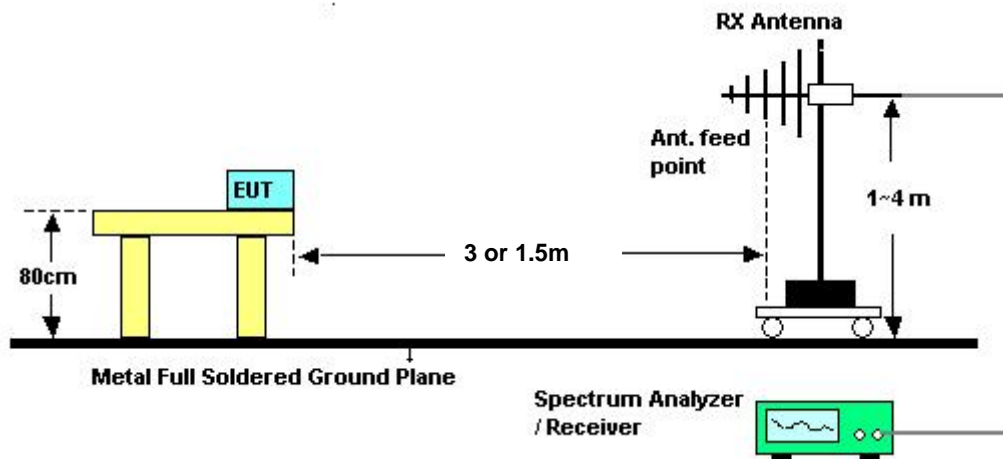 RX Antenna
Ant. feed
point
EUT
1~4 m
3 or 1.5m
80cm
Metal Full Soldered Ground Plane
Spectrum Analyzer
/ Receiver